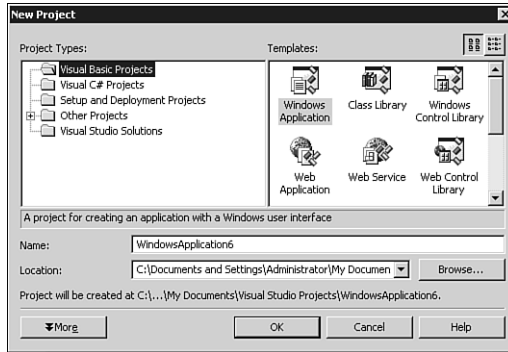 New Project
Project Types:
Templates:
Visual Basic Projects
Visual C# Projects
Setup and Deployment Projects
Other Projects
Visual Studio Solutions
Windows
Application
Class Library
Windows
Control Library
Web
Application
Web Service
Web Control
Library
A project for creating an application with a Windows user interface
Name:
WindowsApplication6
Location:
C:\Documents and Settings\Administrator\My Documen
Browse...
Project will be created at C:\...\My Documents\Visual Studio Projects\WindowsApplication6.
More
OK
Cancel
Help